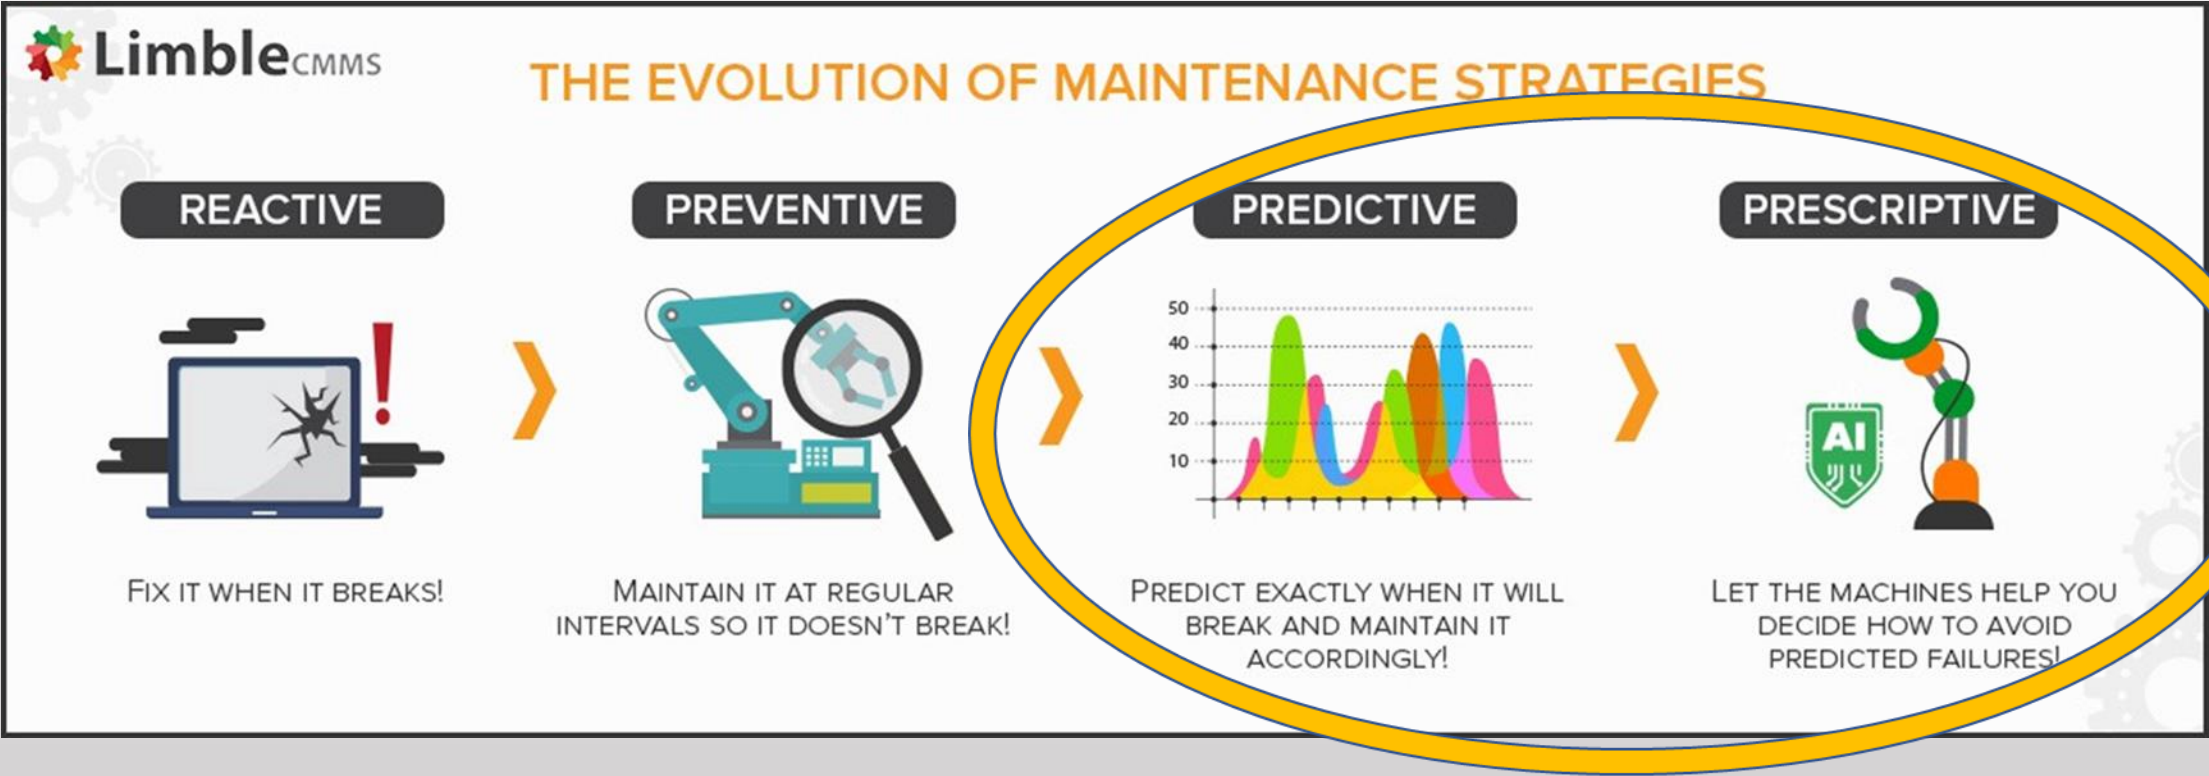 Limble CMMS
THE EVOLUTION OF MAINTENANCE STRATEGIES
REACTIVE
PREVENTIVE
PREDICTIVE
PRESCRIPTIVE
50
40
30
20
10
AI
FIX IT WHEN IT BREAKS!
MAINTAIN IT AT REGULAR
INTERVALS SO IT DOESN'T BREAK!
PREDICT EXACTLY WHEN IT WILL
BREAK AND MAINTAIN IT
ACCORDINGLY!
LET THE MACHINES HELP YOU
DECIDE HOW TO AVOID
PREDICTED FAILURES!